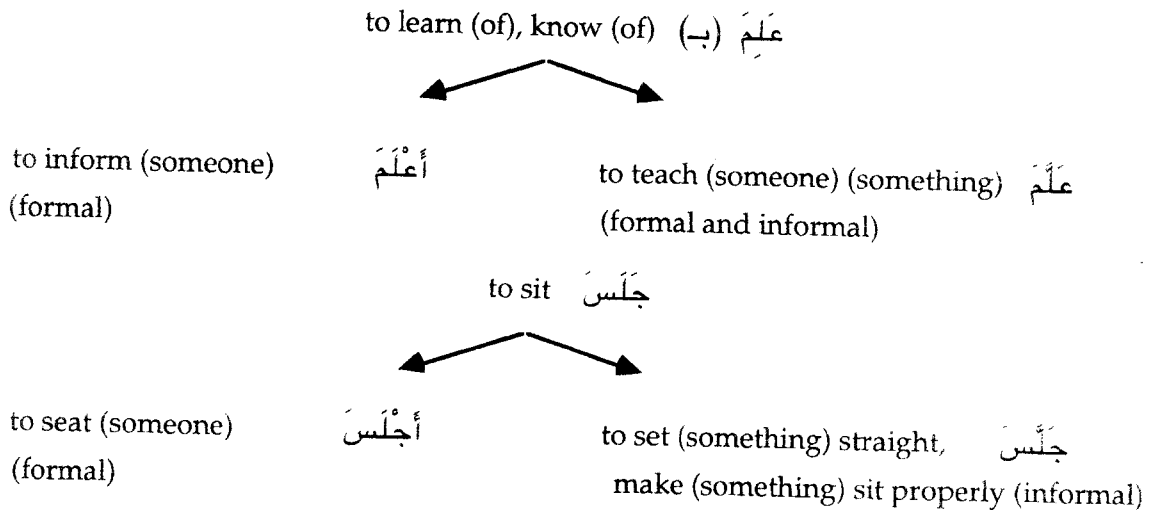 to learn (of), know (of) (بـ) عَلِمَ
to inform (someone) أَعْلَمَ
(formal)
to teach (someone) (something) عَلَّمَ
(formal and informal)
to sit جَلَسَ
to seat (someone) أَجْلَسَ
(formal)
to set (something) straight, جَلَّسَ
make (something) sit properly (informal)